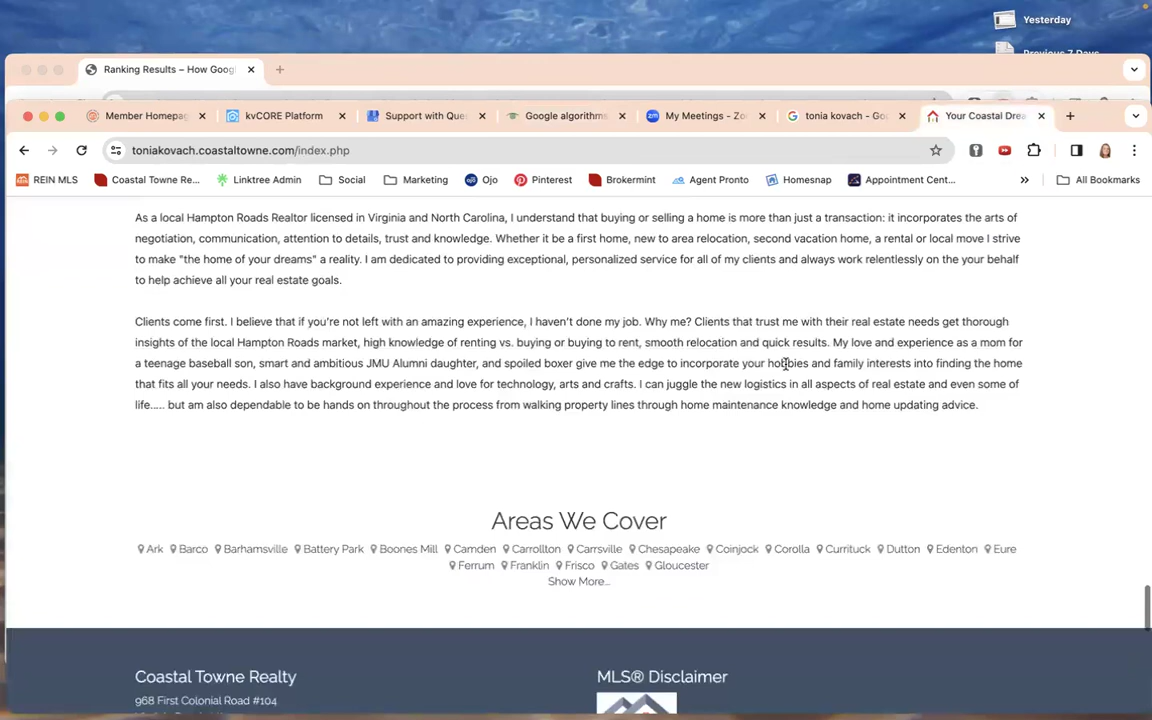 Yesterday
Previous 7 Days
Ranking Results – How Goog
Member Homepag
kvCORE Platform
Support with Que
Google algorithms
My Meetings - Zo
tonia kovach - Go
Your Coastal Drea
toniakovach.coastaltowne.com/index.php
REIN MLS
Coastal Towne Re...
Linktree Admin
Social
Marketing
Ojo
Pinterest
Brokermint
Agent Pronto
Homesnap
Appointment Cent...
All Bookmarks
As a local Hampton Roads Realtor licensed in Virginia and North Carolina, I understand that buying or selling a home is more than just a transaction: it incorporates the arts of
negotiation, communication, attention to details, trust and knowledge. Whether it be a first home, new to area relocation, second vacation home, a rental or local move I strive
to make "the home of your dreams" a reality. I am dedicated to providing exceptional, personalized service for all of my clients and always work relentlessly on the your behalf
to help achieve all your real estate goals.
Clients come first. I believe that if you're not left with an amazing experience, I haven't done my job. Why me? Clients that trust me with their real estate needs get thorough
insights of the local Hampton Roads market, high knowledge of renting vs. buying or buying to rent, smooth relocation and quick results. My love and experience as a mom for
a teenage baseball son, smart and ambitious JMU Alumni daughter, and spoiled boxer give me the edge to incorporate your hobbies and family interests into finding the home
that fits all your needs. I also have background experience and love for technology, arts and crafts. I can juggle the new logistics in all aspects of real estate and even some of
life..... but am also dependable to be hands on throughout the process from walking property lines through home maintenance knowledge and home updating advice.
Areas We Cover
Ark Barco Barhamsville Battery Park Boones Mill Camden Carrollton Carrsville Chesapeake Coinjock Corolla Currituck Dutton Edenton Eure
Ferrum Franklin Frisco Gates Gloucester
Show More...
Coastal Towne Realty
MLS® Disclaimer
968 First Colonial Road #104